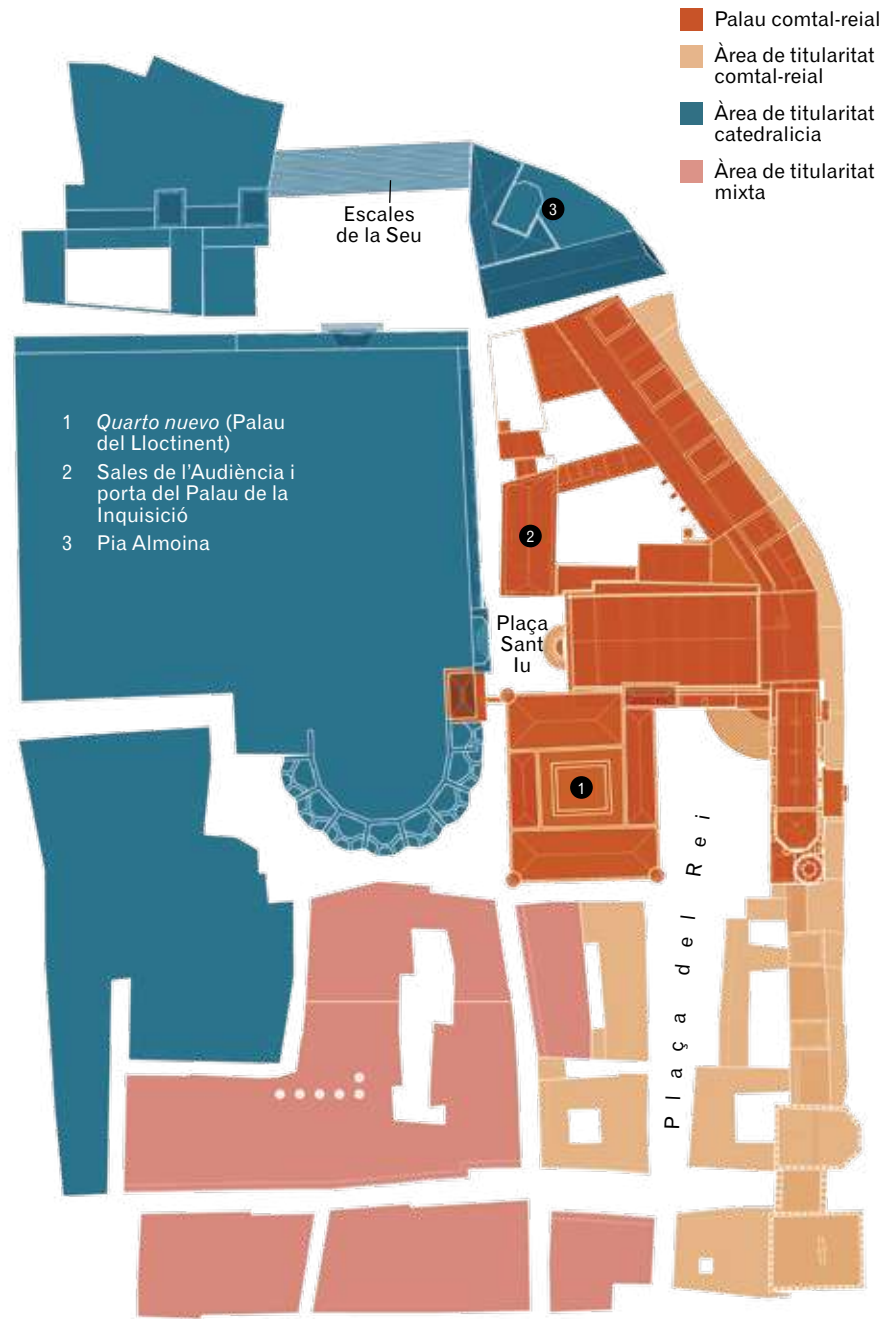 Palau comtal-reial
Àrea de titularitat
comtal-reial
Àrea de titularitat
catedralicia
Àrea de titularitat
mixta
Escales
de la Seu
3
1 Quarto nuevo (Palau
del Lloctinent)
2 Sales de l’Audiència i
porta del Palau de la
Inquisició
3 Pia Almoina
2
Plaça
Sant
Iu
1
Plaça del Rei